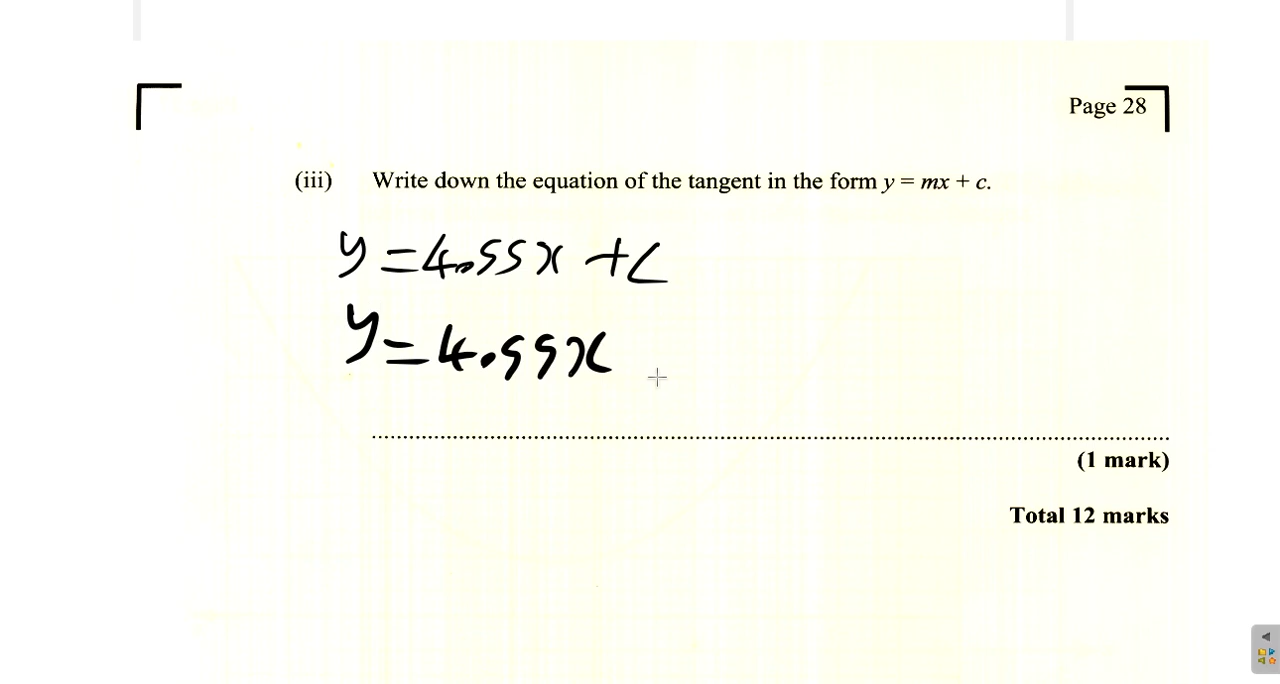 Page 28
(iii) Write down the equation of the tangent in the form y = mx + c.
y = 4.55x + c
y = 4.55x
(1 mark)
Total 12 marks